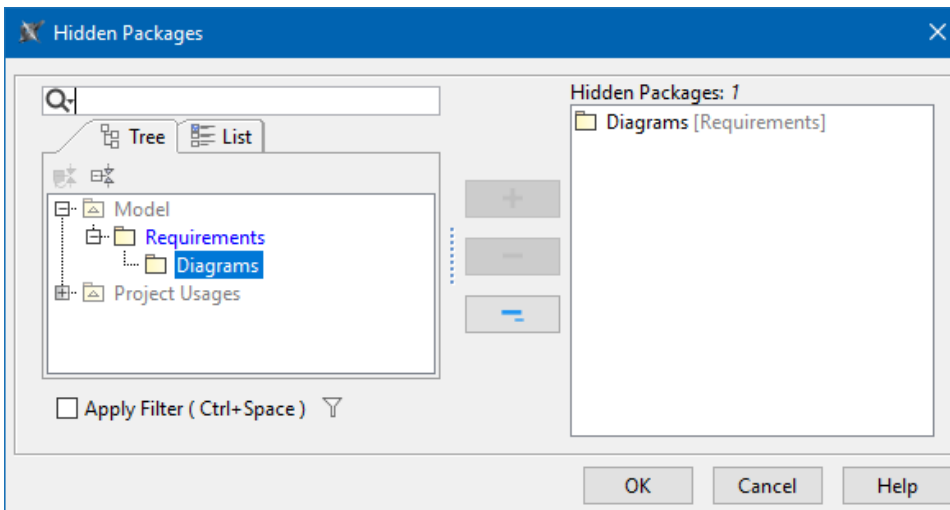 Hidden Packages
Hidden Packages: 1
Tree
List
Diagrams [Requirements]
Model
Requirements
Diagrams
Project Usages
Apply Filter ( Ctrl+Space )
OK
Cancel
Help